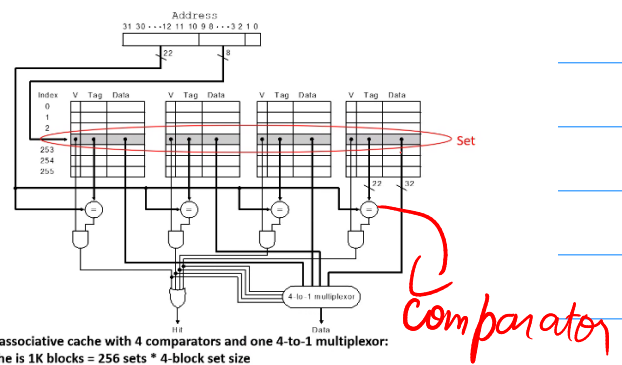 Address
31 30 ··· 12 11 10 9 8 ··· 3 2 1 0
22
8
Index V Tag Data V Tag Data V Tag Data V Tag Data
0
1
2
Set
253
254
255
22 32
= = = =
4-to-1 multiplexor
Hit Data
comparator
associative cache with 4 comparators and one 4-to-1 multiplexor:
he is 1K blocks = 256 sets * 4-block set size